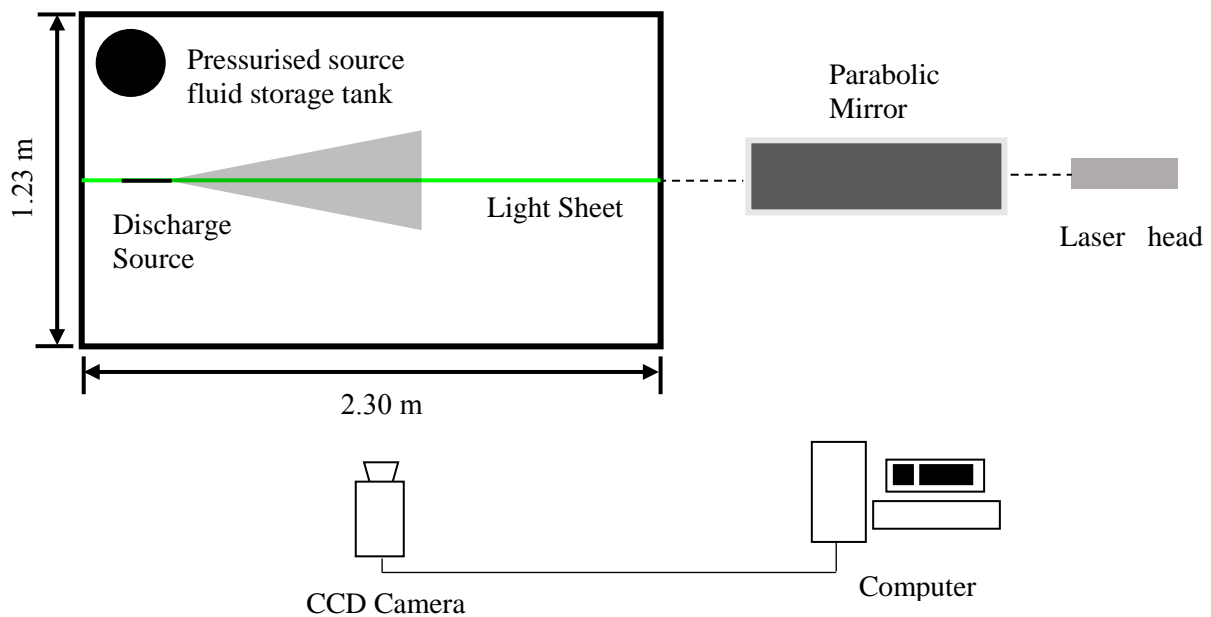 Pressurised source
fluid storage tank
Parabolic
Mirror
1.23 m
Discharge
Source
Light Sheet
Laser head
2.30 m
CCD Camera
Computer